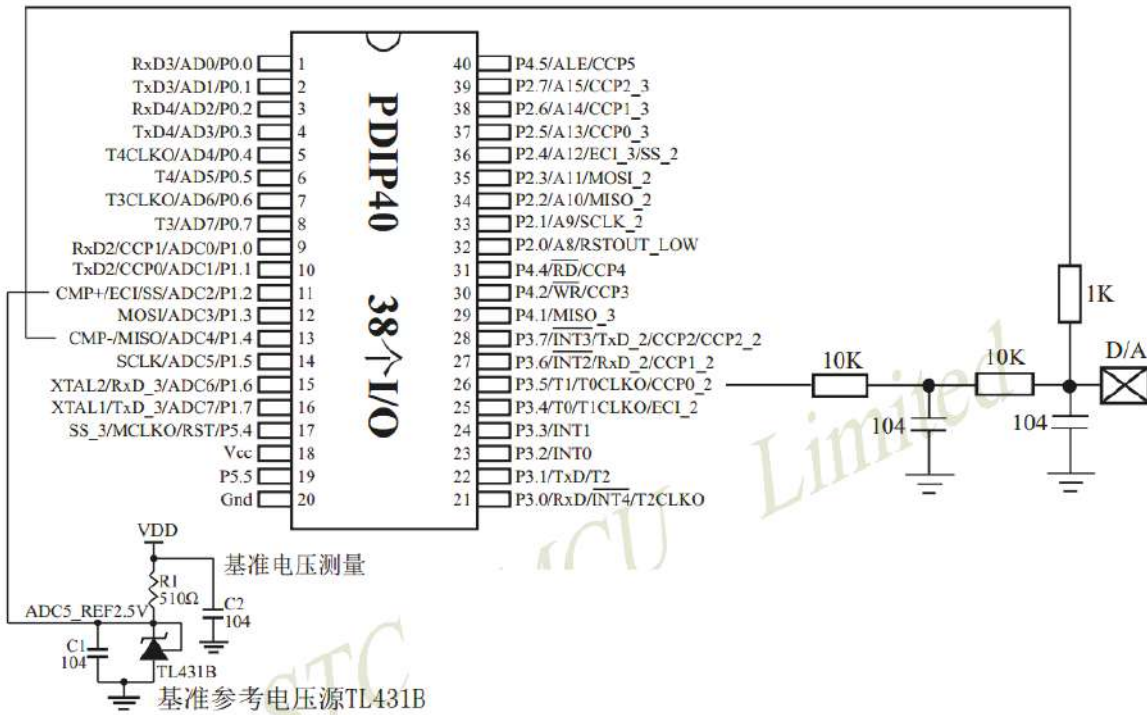 RxD3/AD0/P0.0 1
TxD3/AD1/P0.1 2
RxD4/AD2/P0.2 3
TxD4/AD3/P0.3 4
T4CLKO/AD4/P0.4 5
T4/AD5/P0.5 6
T3CLKO/AD6/P0.6 7
T3/AD7/P0.7 8
RxD2/CCP1/ADC0/P1.0 9
TxD2/CCP0/ADC1/P1.1 10
CMP+/ECI/SS/ADC2/P1.2 11
MOSI/ADC3/P1.3 12
CMP-/MISO/ADC4/P1.4 13
SCLK/ADC5/P1.5 14
XTAL2/RxD_3/ADC6/P1.6 15
XTAL1/TxD_3/ADC7/P1.7 16
SS_3/MCLKO/RST/P5.4 17
Vcc 18
P5.5 19
Gnd 20
PDIP40 38个I/O
40 P4.5/ALE/CCP5
39 P2.7/A15/CCP2_3
38 P2.6/A14/CCP1_3
37 P2.5/A13/CCP0_3
36 P2.4/A12/ECI_3/SS_2
35 P2.3/A11/MOSI_2
34 P2.2/A10/MISO_2
33 P2.1/A9/SCLK_2
32 P2.0/A8/RSTOUT_LOW
31 P4.4/RD/CCP4
30 P4.2/WR/CCP3
29 P4.1/MISO_3
28 P3.7/INT3/TxD_2/CCP2/CCP2_2
27 P3.6/INT2/RxD_2/CCP1_2
26 P3.5/T1/T0CLKO/CCP0_2
25 P3.4/T0/T1CLKO/ECI_2
24 P3.3/INT1
23 P3.2/INT0
22 P3.1/TxD/T2
21 P3.0/RxD/INT4/T2CLKO
1K
10K
10K
D/A
104
104
VDD
基准电压测量
R1
510Ω
C2
104
ADC5_REF2.5V
C1
104
TL431B
基准参考电压源TL431B
STC MCU Limited